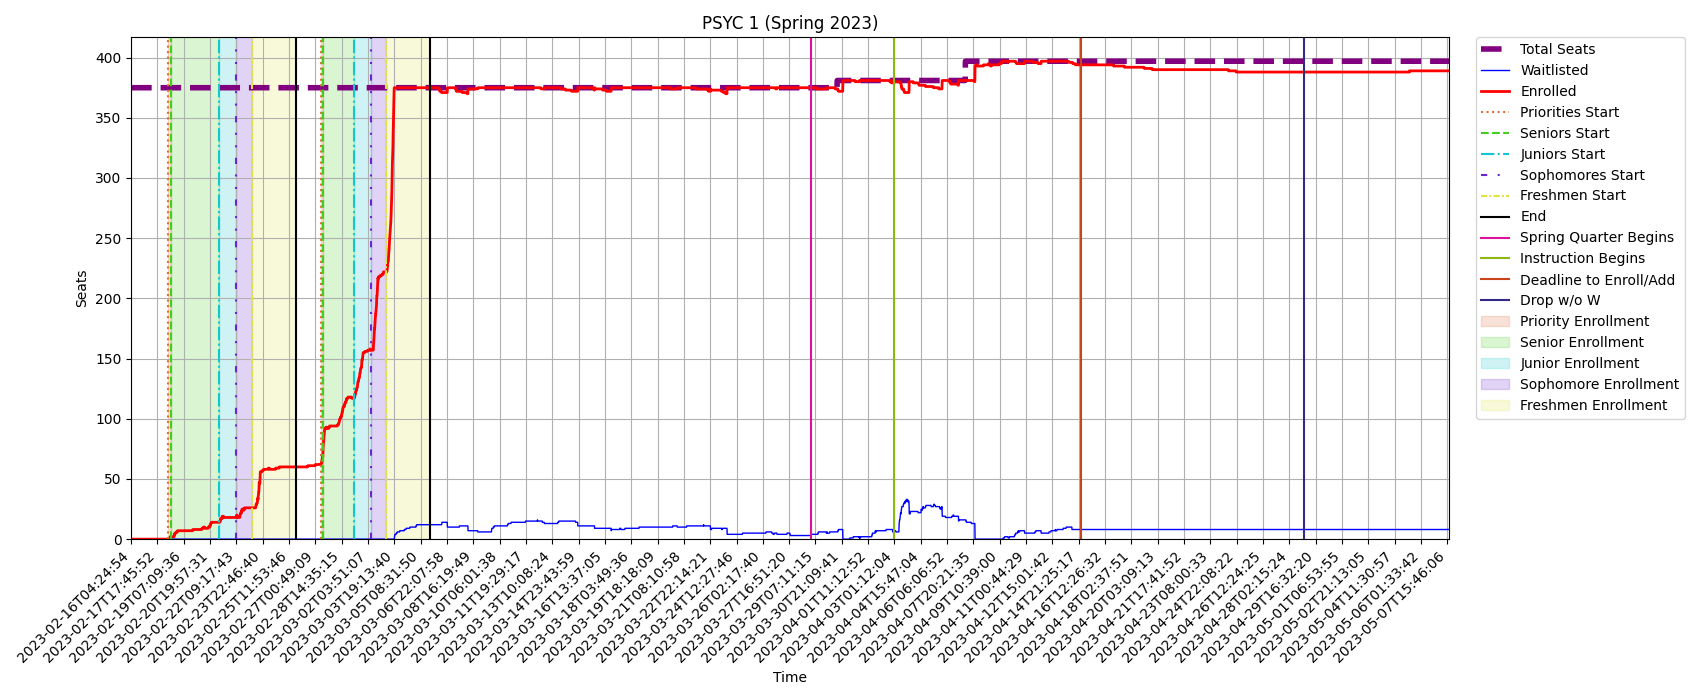 PSYC 1 (Spring 2023)
Seats
400
350
300
250
200
150
100
50
0
2023-02-16T04:24:54
2023-02-17T17:45:52
2023-02-19T07:09:36
2023-02-20T19:57:31
2023-02-22T09:17:43
2023-02-23T22:46:40
2023-02-25T11:53:46
2023-02-27T00:49:09
2023-02-28T14:35:15
2023-03-02T03:51:07
2023-03-03T19:13:40
2023-03-05T08:31:50
2023-03-06T22:07:58
2023-03-08T16:19:49
2023-03-10T06:01:38
2023-03-11T19:29:17
2023-03-13T10:08:24
2023-03-14T23:43:59
2023-03-16T13:37:05
2023-03-18T03:49:36
2023-03-19T18:18:09
2023-03-21T08:10:58
2023-03-22T22:14:21
2023-03-24T12:27:46
2023-03-26T02:17:40
2023-03-27T16:51:20
2023-03-29T07:11:15
2023-03-30T21:09:41
2023-04-01T11:12:52
2023-04-03T01:12:04
2023-04-04T15:47:04
2023-04-06T06:06:52
2023-04-07T20:21:35
2023-04-09T10:39:00
2023-04-11T00:44:29
2023-04-12T15:01:42
2023-04-14T21:25:17
2023-04-16T12:26:32
2023-04-18T02:37:51
2023-04-20T03:09:13
2023-04-21T17:41:52
2023-04-23T08:00:33
2023-04-24T22:08:22
2023-04-26T12:24:25
2023-04-28T02:15:24
2023-04-29T16:32:20
2023-05-01T06:53:55
2023-05-02T21:13:05
2023-05-04T11:30:57
2023-05-06T01:33:42
2023-05-07T15:46:06
Time
Total Seats
Waitlisted
Enrolled
Priorities Start
Seniors Start
Juniors Start
Sophomores Start
Freshmen Start
End
Spring Quarter Begins
Instruction Begins
Deadline to Enroll/Add
Drop w/o W
Priority Enrollment
Senior Enrollment
Junior Enrollment
Sophomore Enrollment
Freshmen Enrollment